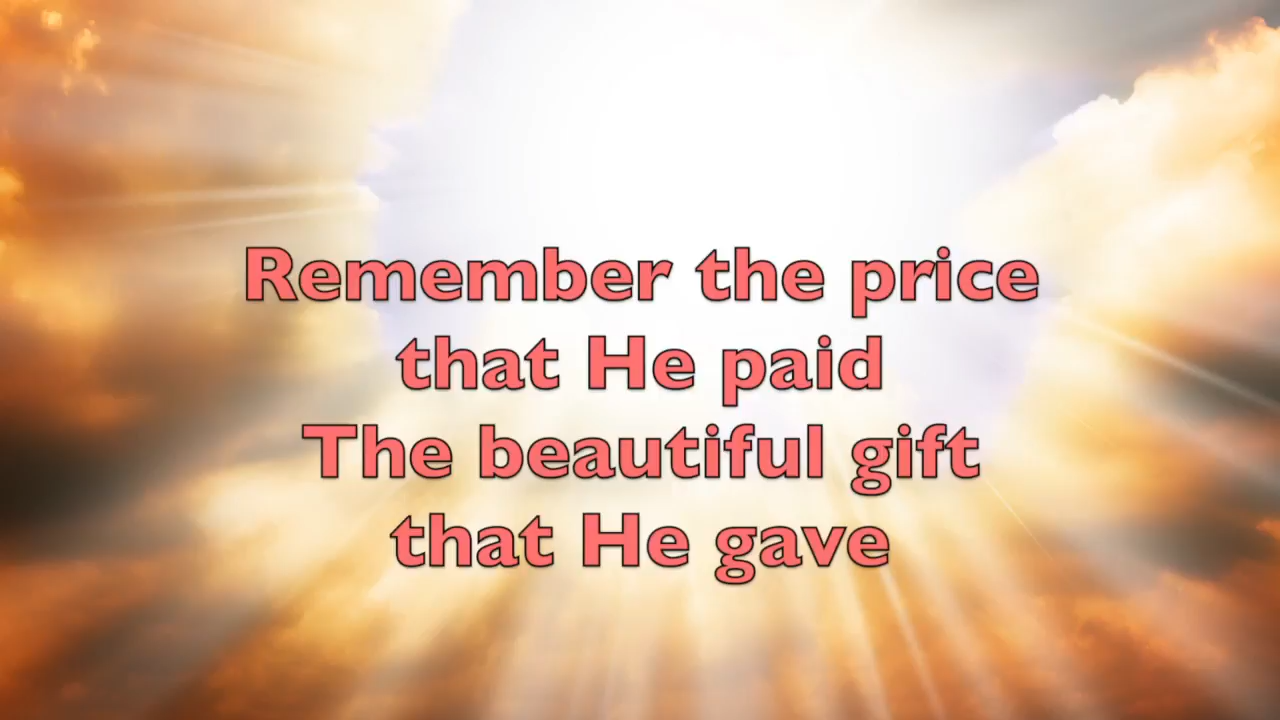 Remember the price
that He paid
The beautiful gift
that He gave